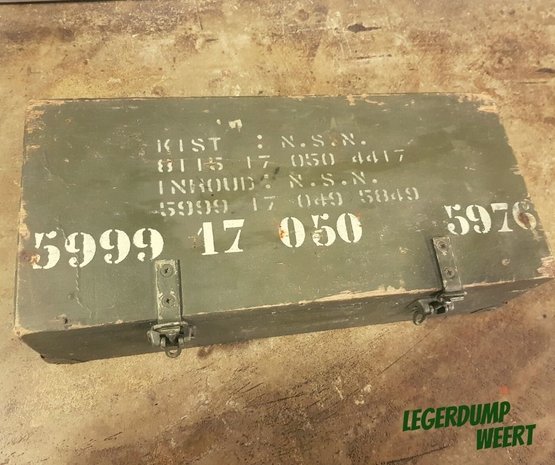 KIST : N.S.N.
8115 17 050 4417
INHOUD: N.S.N.
5999 17 049 5849
5999 17 050 5976
LEGERDUMP
WEERT